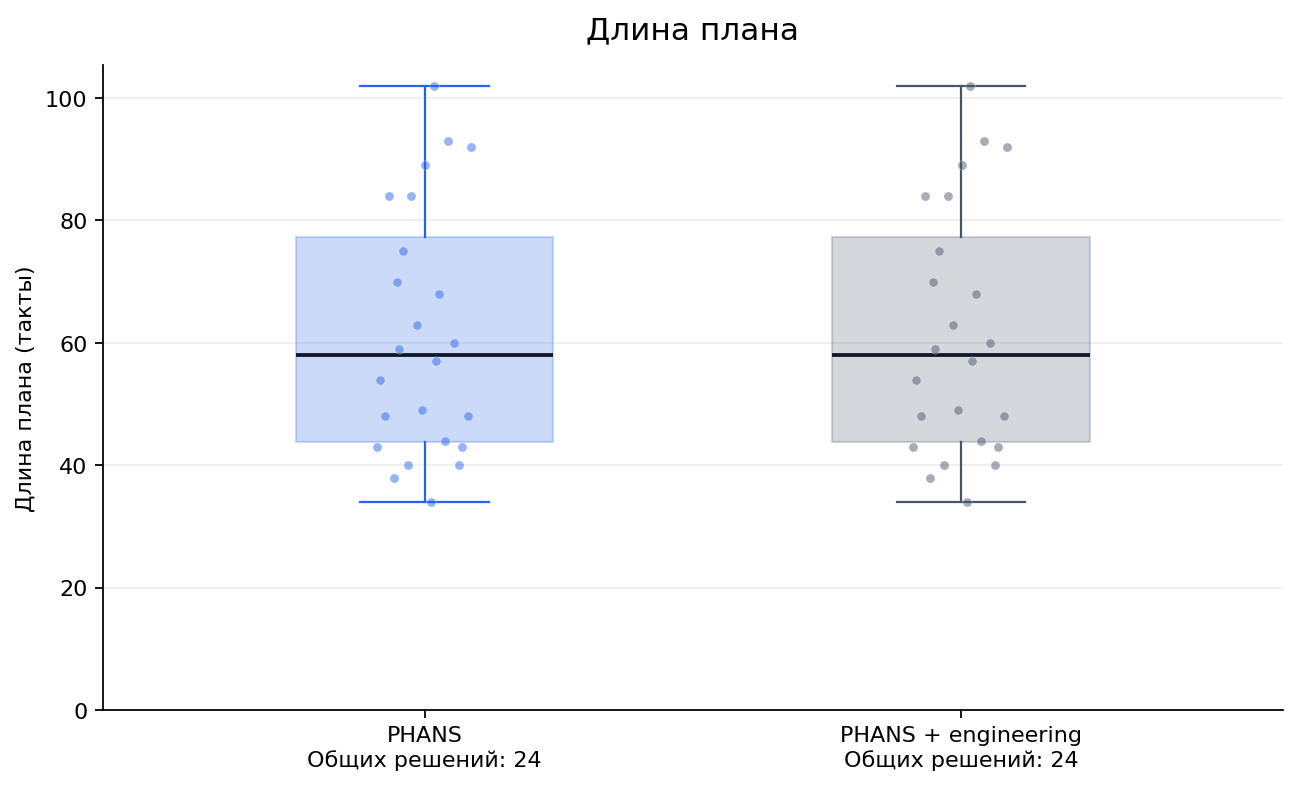 Длина плана
Длина плана (такты)
100
80
60
40
20
0
PHANS
Общих решений: 24
PHANS + engineering
Общих решений: 24